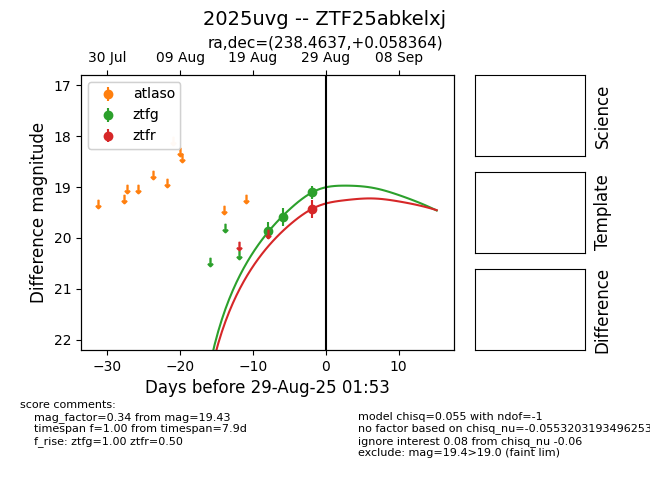 2025uvg -- ZTF25abkelxj
ra,dec=(238.4637,+0.058364)
30 Jul 09 Aug 19 Aug 29 Aug 08 Sep
17
18
19
20
21
22
Difference magnitude
atlaso
ztfg
ztfr
−30 −20 −10 0 10
Days before 29-Aug-25 01:53
Science
Template
Difference
score comments:
mag_factor=0.34 from mag=19.43
timespan f=1.00 from timespan=7.9d
f_rise: ztfg=1.00 ztfr=0.50
model chisq=0.055 with ndof=-1
no factor based on chisq_nu=-0.0553203193496253
ignore interest 0.08 from chisq_nu -0.06
exclude: mag=19.4>19.0 (faint lim)